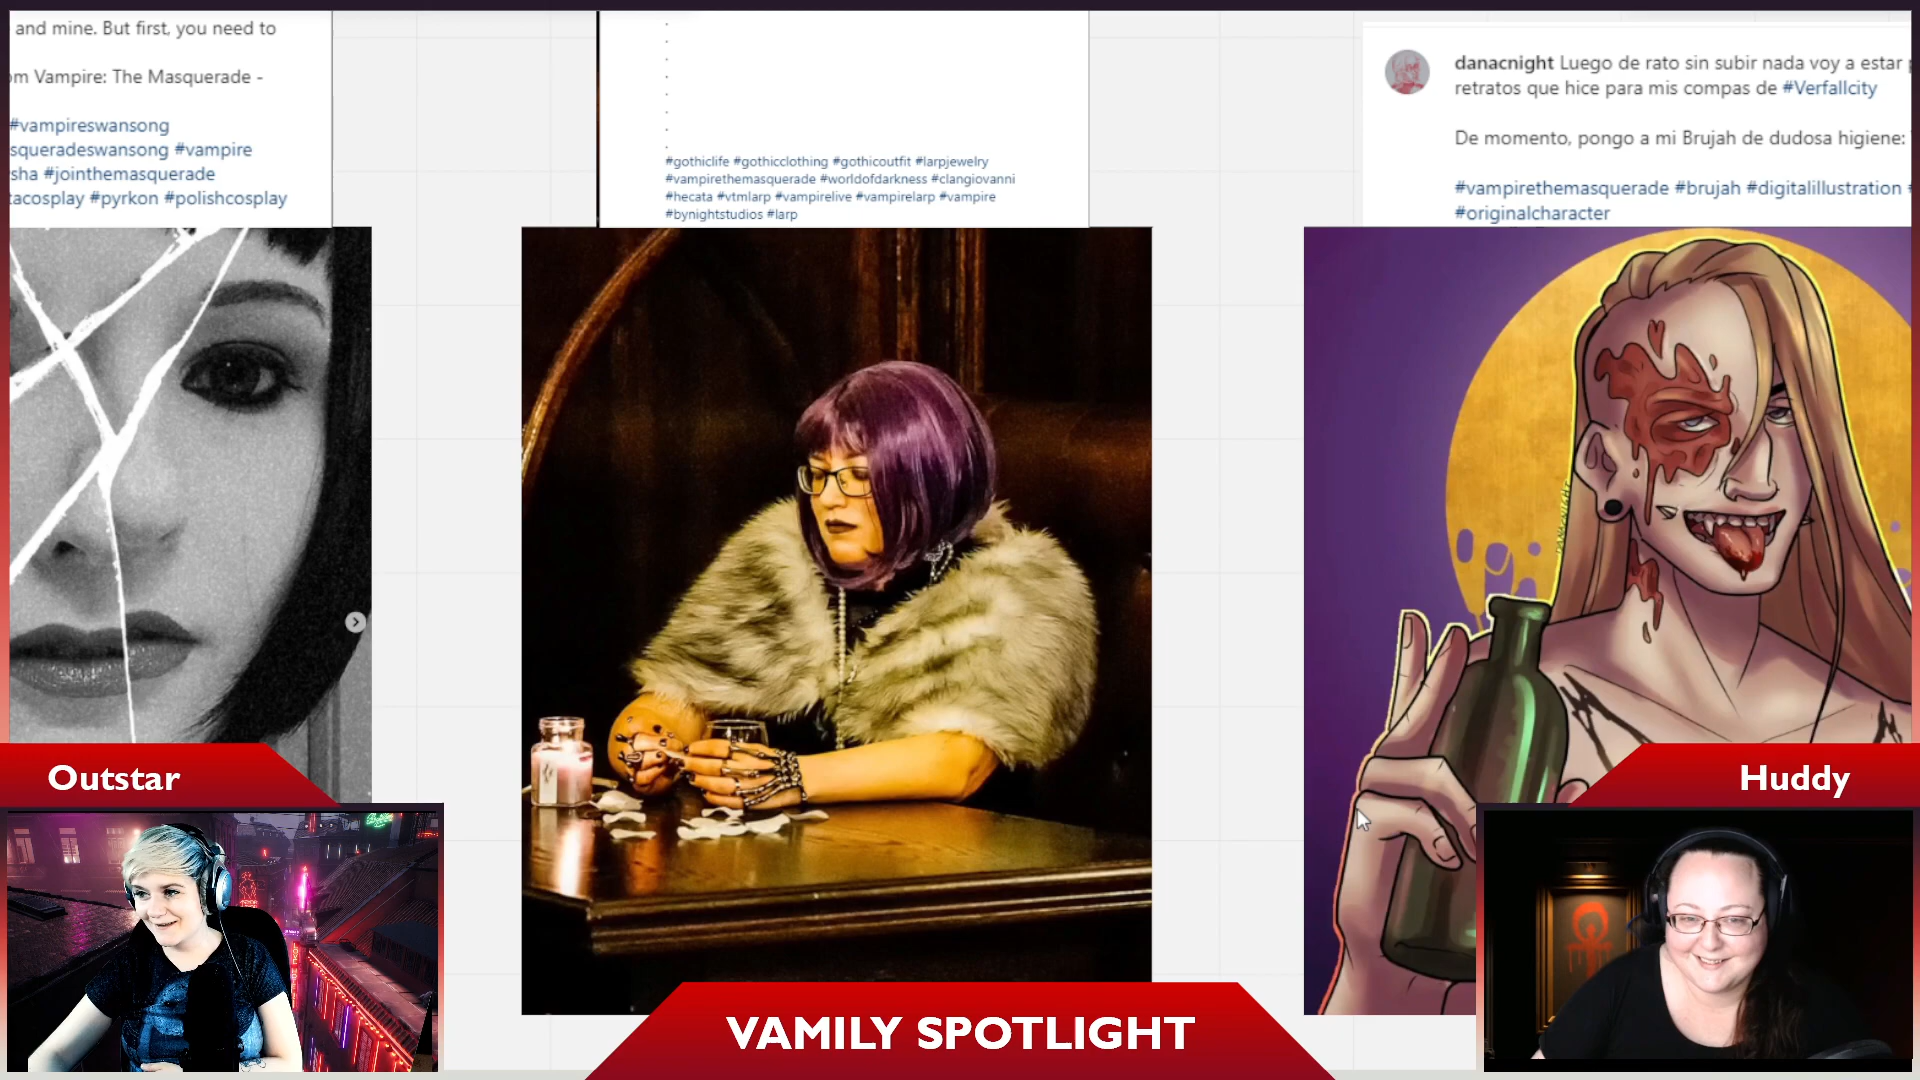 and mine. But first, you need to
om Vampire: The Masquerade -
#vampireswansong
squeradeswansong #vampire
sha #jointhemasquerade
tacosplay #pyrkon #polishcosplay
#gothiclife #gothicclothing #gothicoutfit #larpjewelry
#vampirethemasquerade #worldofdarkness #clangiovanni
#hecata #vtmlarp #vampirelive #vampirelarp #vampire
#bynightstudios #larp
danacnight Luego de rato sin subir nada voy a estar
retratos que hice para mis compas de #Verfallcity
De momento, pongo a mi Brujah de dudosa higiene:
#vampirethemasquerade #brujah #digitalillustration
#originalcharacter
Outstar
Huddy
VAMILY SPOTLIGHT